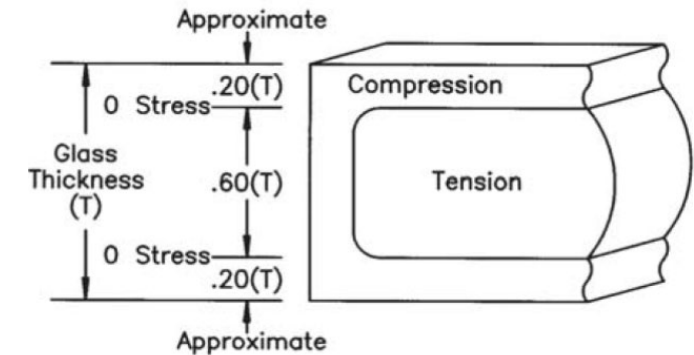 Approximate
.20(T)
Compression
0 Stress
Glass
Thickness
(T)
.60(T)
Tension
0 Stress
.20(T)
Approximate